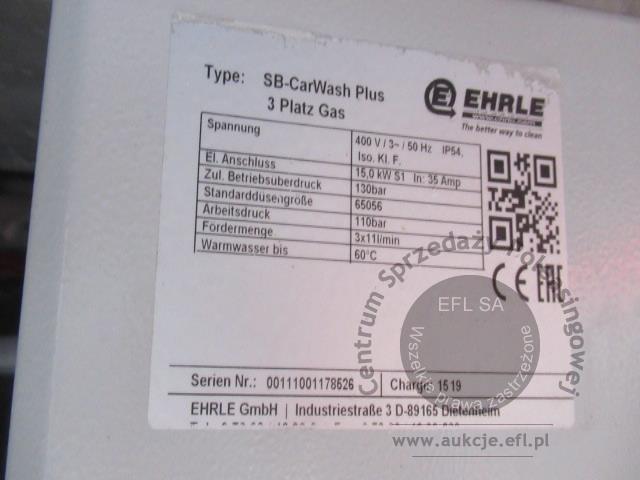 Type: SB-CarWash Plus
3 Platz Gas
EHRLE
The better way to clean
Spannung 400 V / 3~ / 50 Hz IP54, Iso. Kl. F.
El. Anschluss 15,0 kW S1 In: 35 Amp
Zul. Betriebsüberdruck 130bar
Standarddüsengröße 65056
Arbeitsdruck 110bar
Fördermenge 3x11l/min
Warmwasser bis 60°C
CE EAC
Serien Nr.: 00111001178526 Charge: 1519
EHRLE GmbH | Industriestraße 3 D-89165 Dietenheim
Centrum Sprzedaży Poleasingowej
EFL SA
Wszelkie prawa zastrzeżone
www.aukcje.efl.pl